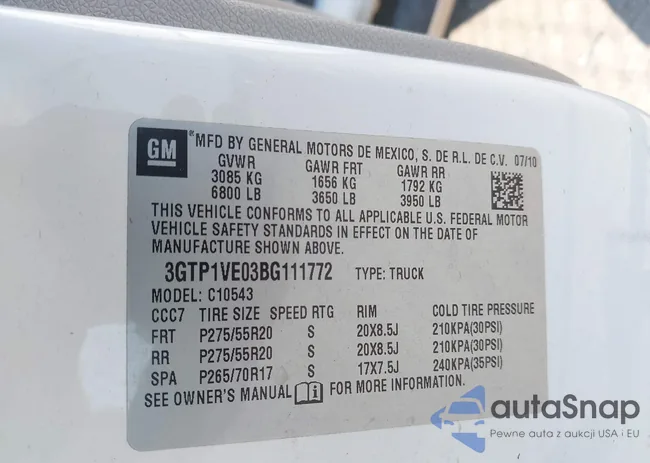 GM
® MFD BY GENERAL MOTORS DE MEXICO, S. DE R.L. DE C.V. 07/10
GVWR GAWR FRT GAWR RR
3085 KG 1656 KG 1792 KG
6800 LB 3650 LB 3950 LB
THIS VEHICLE CONFORMS TO ALL APPLICABLE U.S. FEDERAL MOTOR
VEHICLE SAFETY STANDARDS IN EFFECT ON THE DATE OF
MANUFACTURE SHOWN ABOVE.
3GTP1VE03BG111772 TYPE: TRUCK
MODEL: C10543
CCC7 TIRE SIZE SPEED RTG RIM COLD TIRE PRESSURE
FRT P275/55R20 S 20X8.5J 210KPA(30PSI)
RR P275/55R20 S 20X8.5J 210KPA(30PSI)
SPA P265/70R17 S 17X7.5J 240KPA(35PSI)
SEE OWNER'S MANUAL FOR MORE INFORMATION.
autaSnap
Pewne auta z aukcji USA i EU